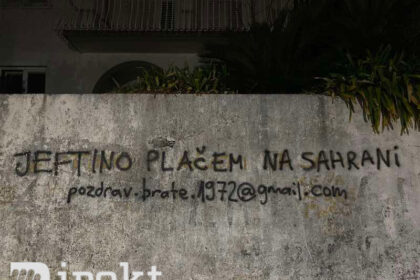 JEFTINO PLAČEM NA SAHRANi
pozdrav.brate.1972@gmail.com